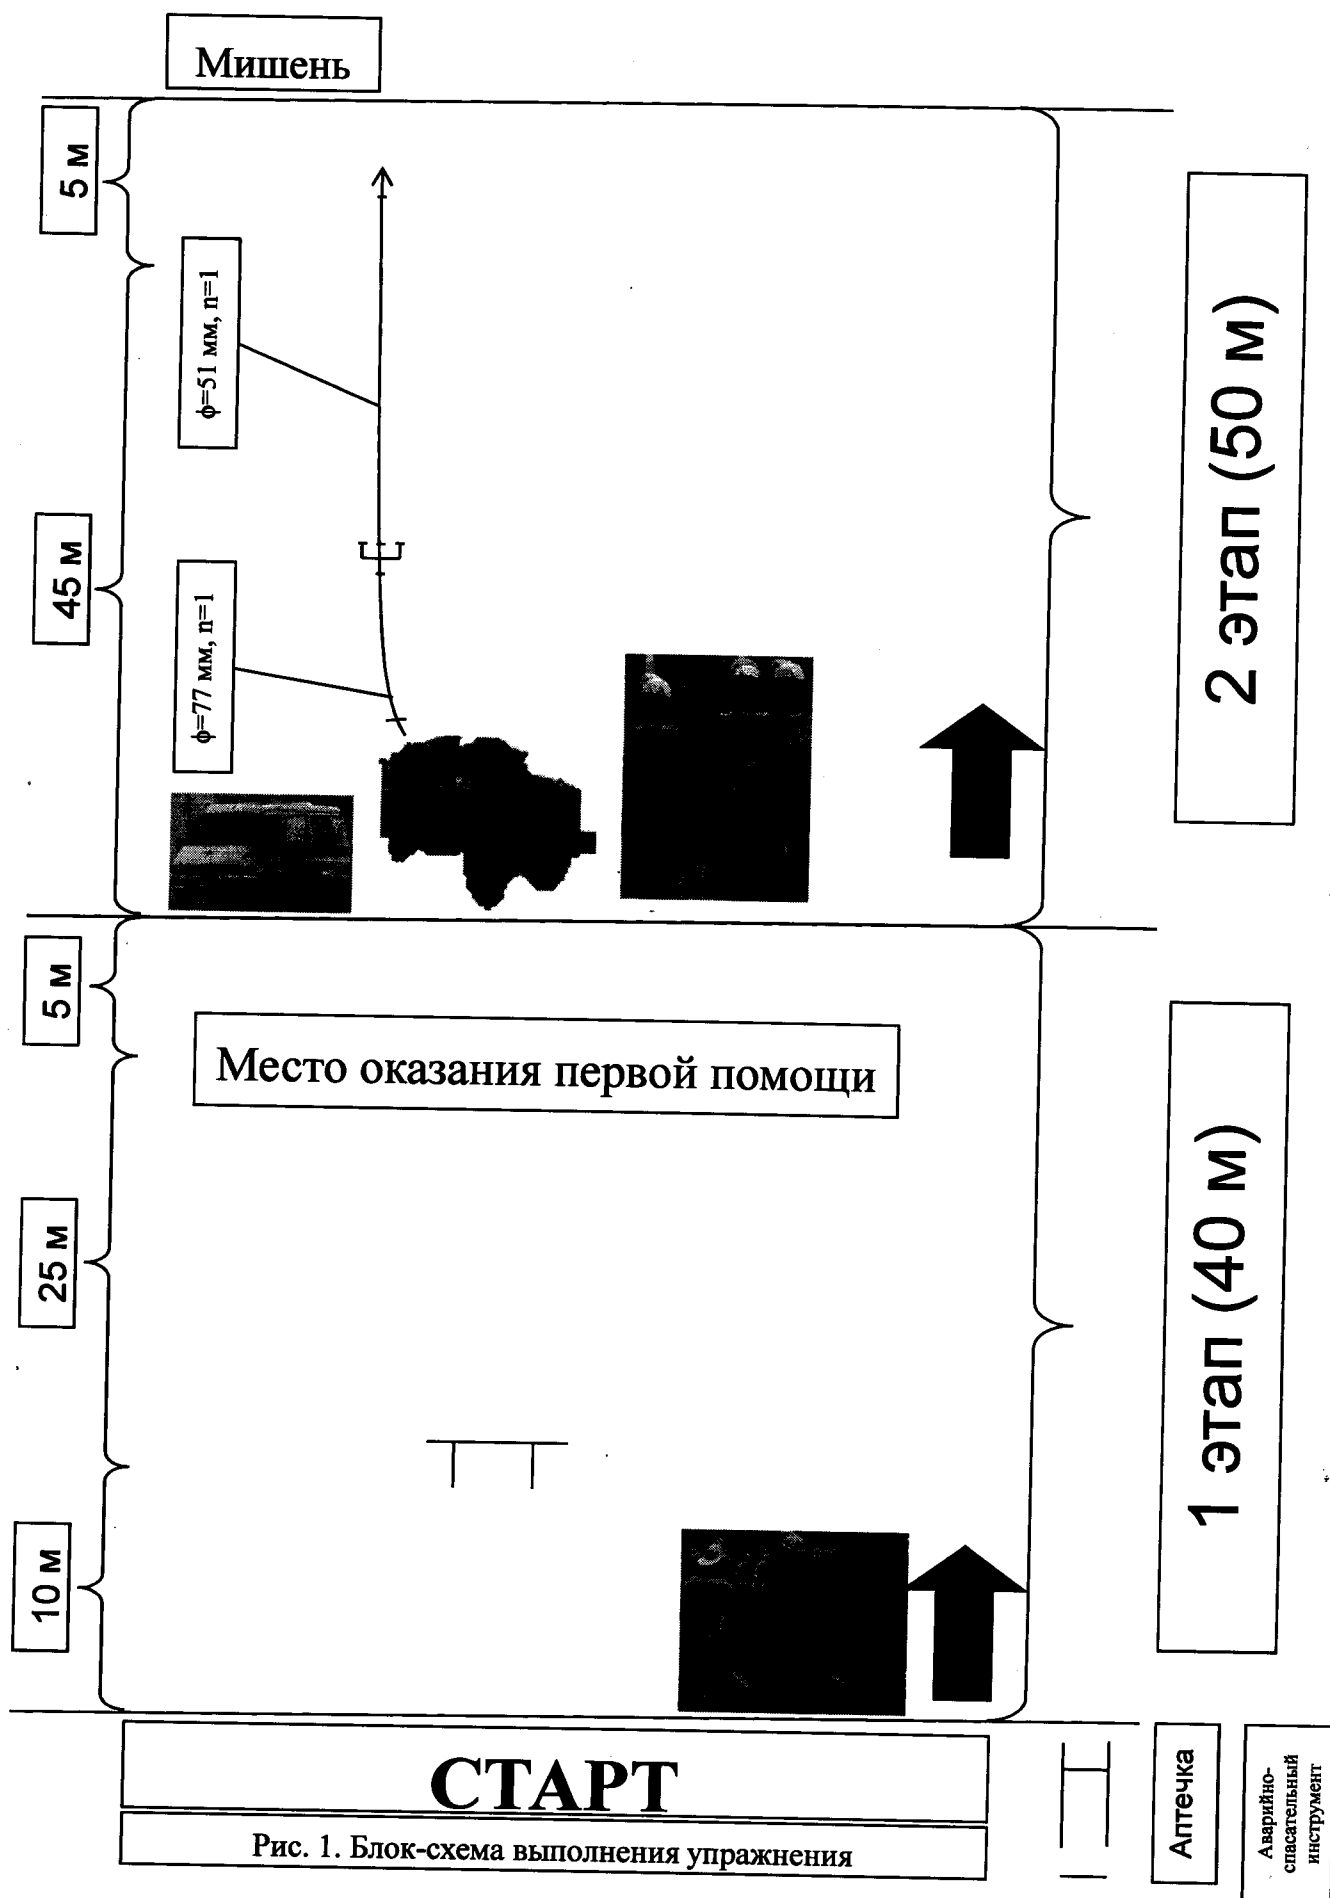 Мишень
5 м
ф=51 мм, n=1
45 м
ф=77 мм, n=1
2 этап (50 м)
5 м
Место оказания первой помощи
25 м
1 этап (40 м)
10 м
СТАРТ
Рис. 1. Блок-схема выполнения упражнения
Аптечка
Аварийно-
спасательный
инструмент